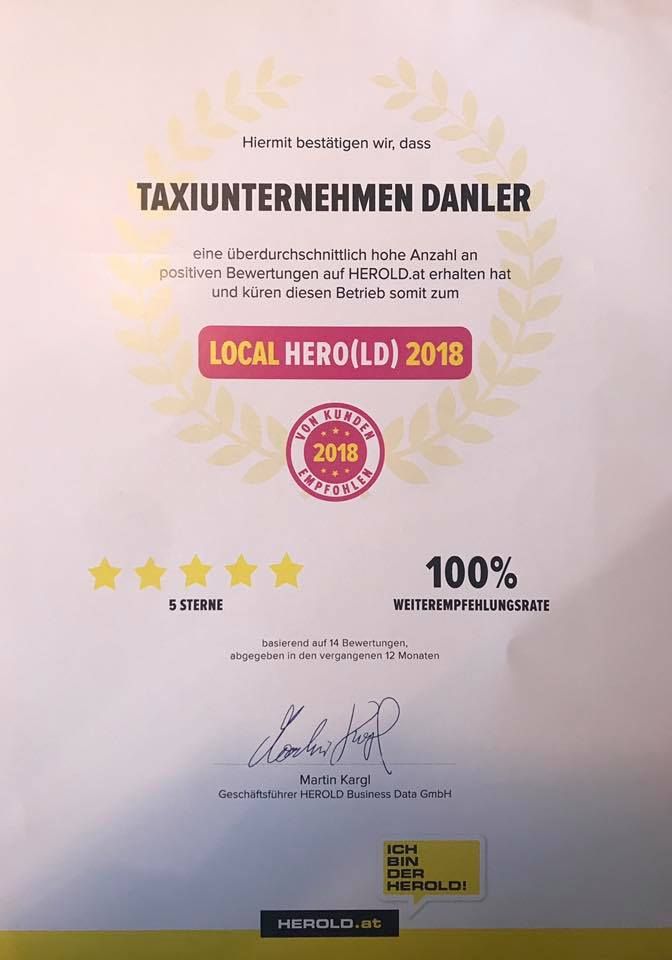 Hiermit bestätigen wir, dass
TAXIUNTERNEHMEN DANLER
eine überdurchschnittlich hohe Anzahl an
positiven Bewertungen auf HEROLD.at erhalten hat
und küren diesen Betrieb somit zum
LOCAL HERO(LD) 2018
VON KUNDEN
2018
EMPFOHLEN
5 STERNE
100%
WEITEREMPFEHLUNGSRATE
basierend auf 14 Bewertungen,
abgegeben in den vergangenen 12 Monaten
Martin Kargl
Geschäftsführer HEROLD Business Data GmbH
ICH
BIN
DER
HEROLD!
HEROLD.at